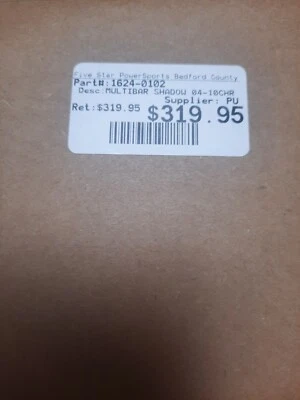 Five Star PowerSports Bedford County
Part#:1624-0102
Desc:MULTIBAR SHADOW 04-10CHR
Supplier: PU
Ret:$319.95 $319.95